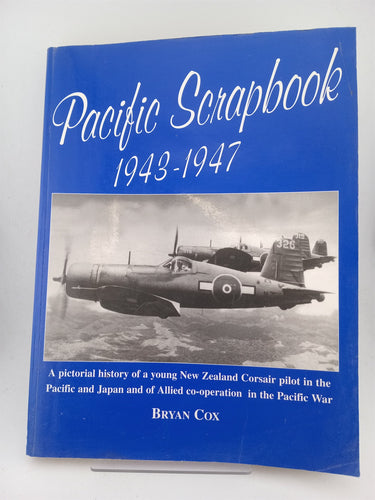 Pacific Scrapbook
1943-1947
326
A pictorial history of a young New Zealand Corsair pilot in the
Pacific and Japan and of Allied co-operation in the Pacific War
BRYAN COX